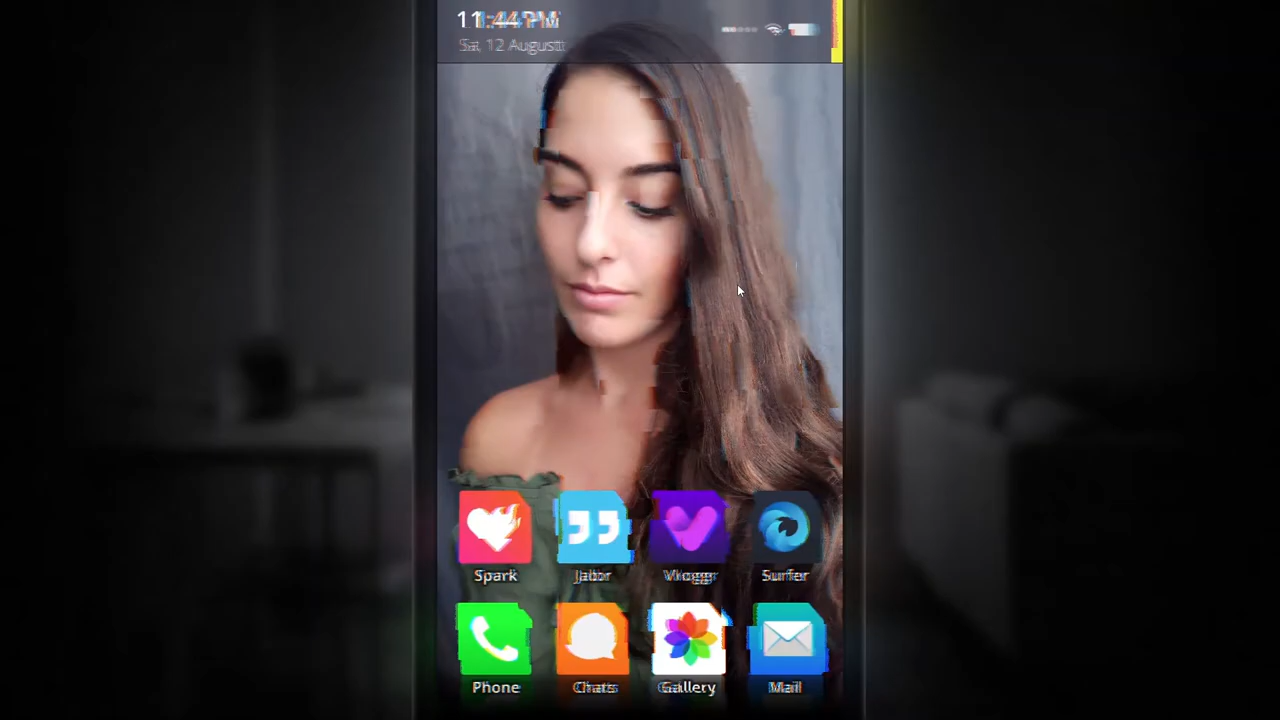 11:44 PM
Sat, 12 August
Spark
Jabbr
Vloggr
Surfer
Phone
Chats
Gallery
Mail